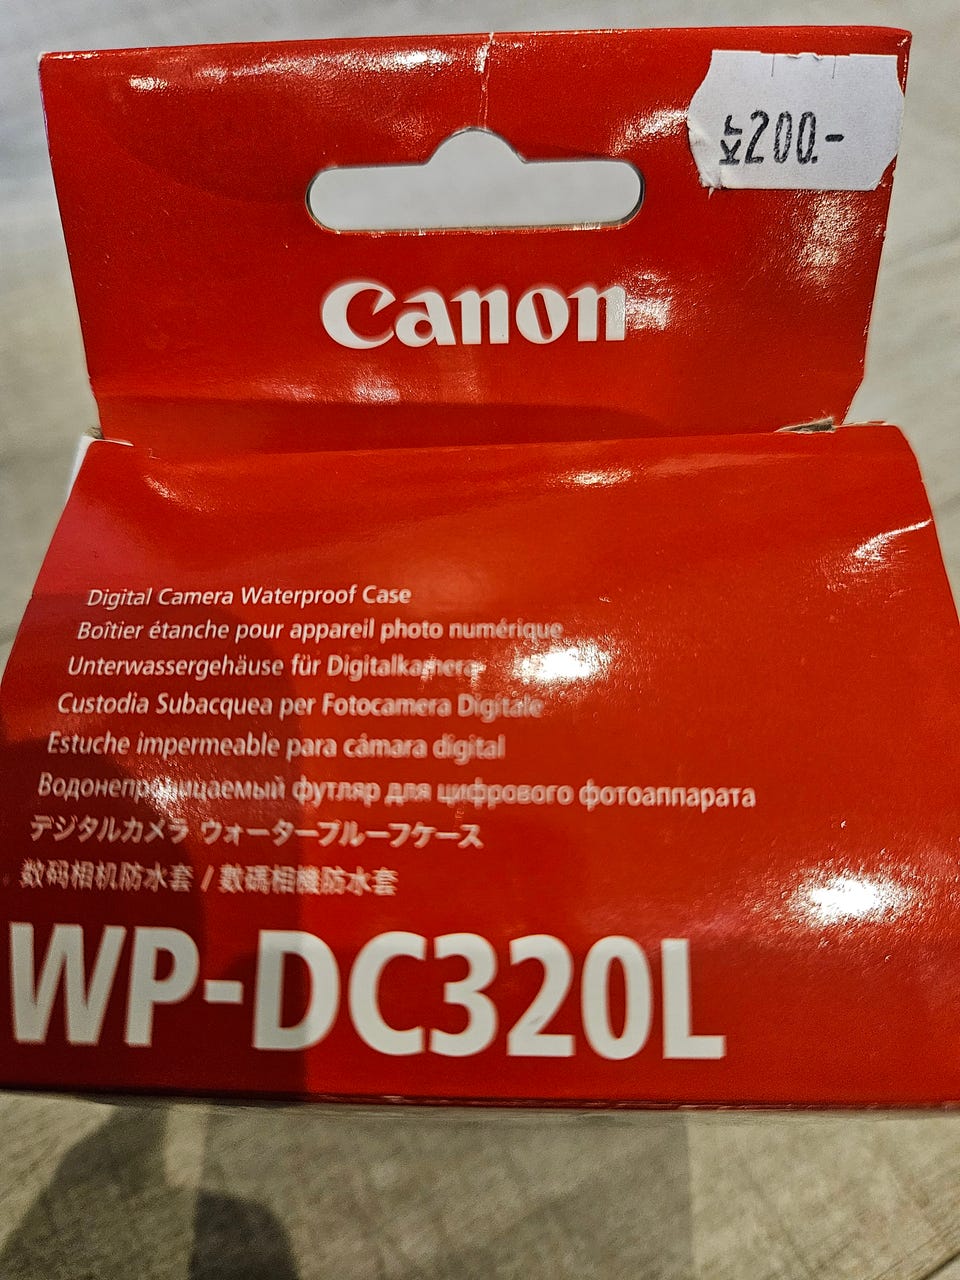 Kr 200.-
Canon
Digital Camera Waterproof Case
Boîtier étanche pour appareil photo numérique
Unterwassergehäuse für Digitalkamera
Custodia Subacquea per Fotocamera Digitale
Estuche impermeable para cámara digital
Водонепроницаемый футляр для цифрового фотоаппарата
デジタルカメラ ウォータープルーフケース
数码相机防水套 / 數碼相機防水套
WP-DC320L